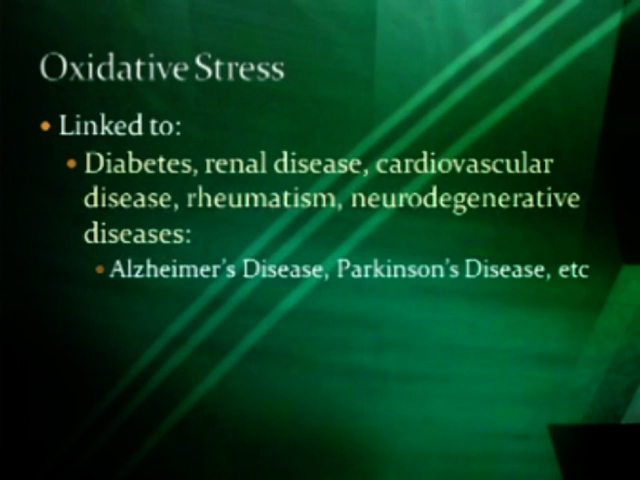 Oxidative Stress
• Linked to:
• Diabetes, renal disease, cardiovascular
disease, rheumatism, neurodegenerative
diseases:
• Alzheimer's Disease, Parkinson's Disease, etc